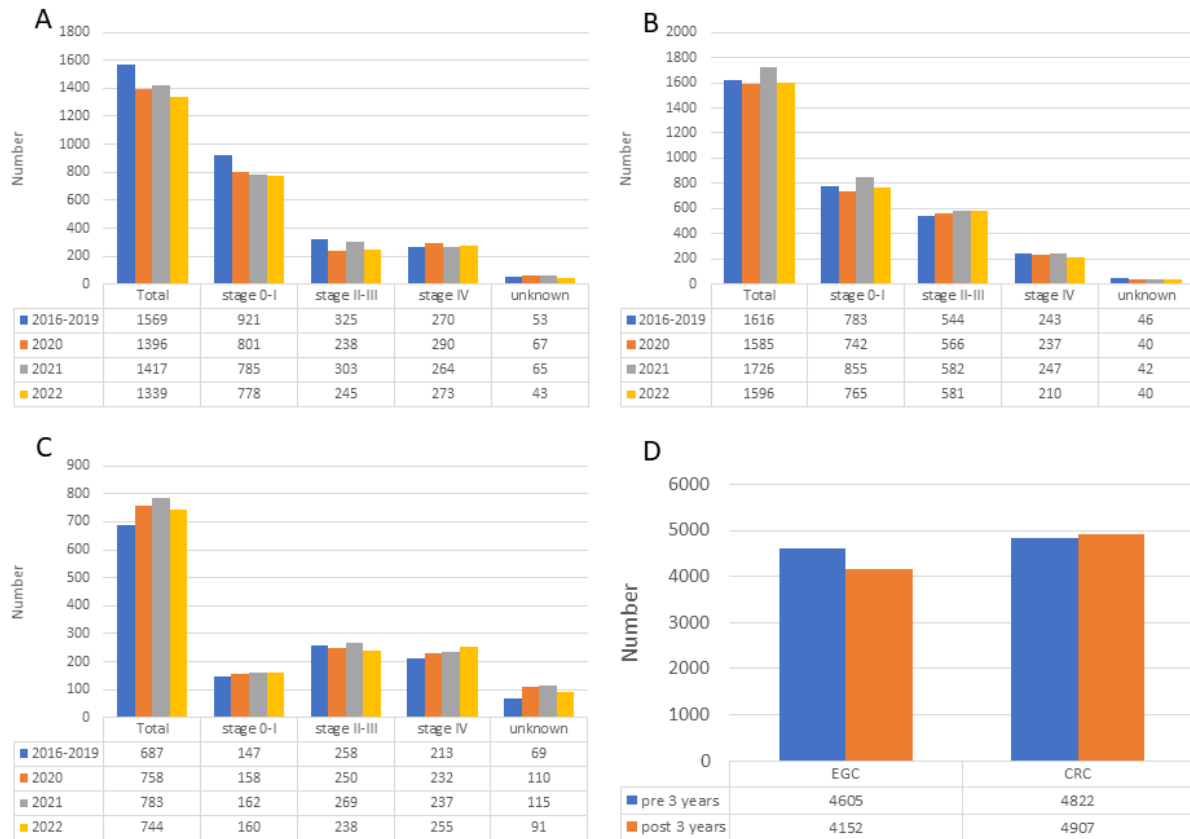 A
1800
1600
1400
1200
1000
800
600
400
200
0
Number
Total stage 0-I stage II-III stage IV unknown
2016-2019 1569 921 325 270 53
2020 1396 801 238 290 67
2021 1417 785 303 264 65
2022 1339 778 245 273 43
B
2000
1800
1600
1400
1200
1000
800
600
400
200
0
Number
Total stage 0-I stage II-III stage IV unknown
2016-2019 1616 783 544 243 46
2020 1585 742 566 237 40
2021 1726 855 582 247 42
2022 1596 765 581 210 40
C
900
800
700
600
500
400
300
200
100
0
Number
Total stage 0-I stage II-III stage IV unknown
2016-2019 687 147 258 213 69
2020 758 158 250 232 110
2021 783 162 269 237 115
2022 744 160 238 255 91
D
6000
5000
4000
3000
2000
1000
0
Number
EGC CRC
pre 3 years 4605 4822
post 3 years 4152 4907